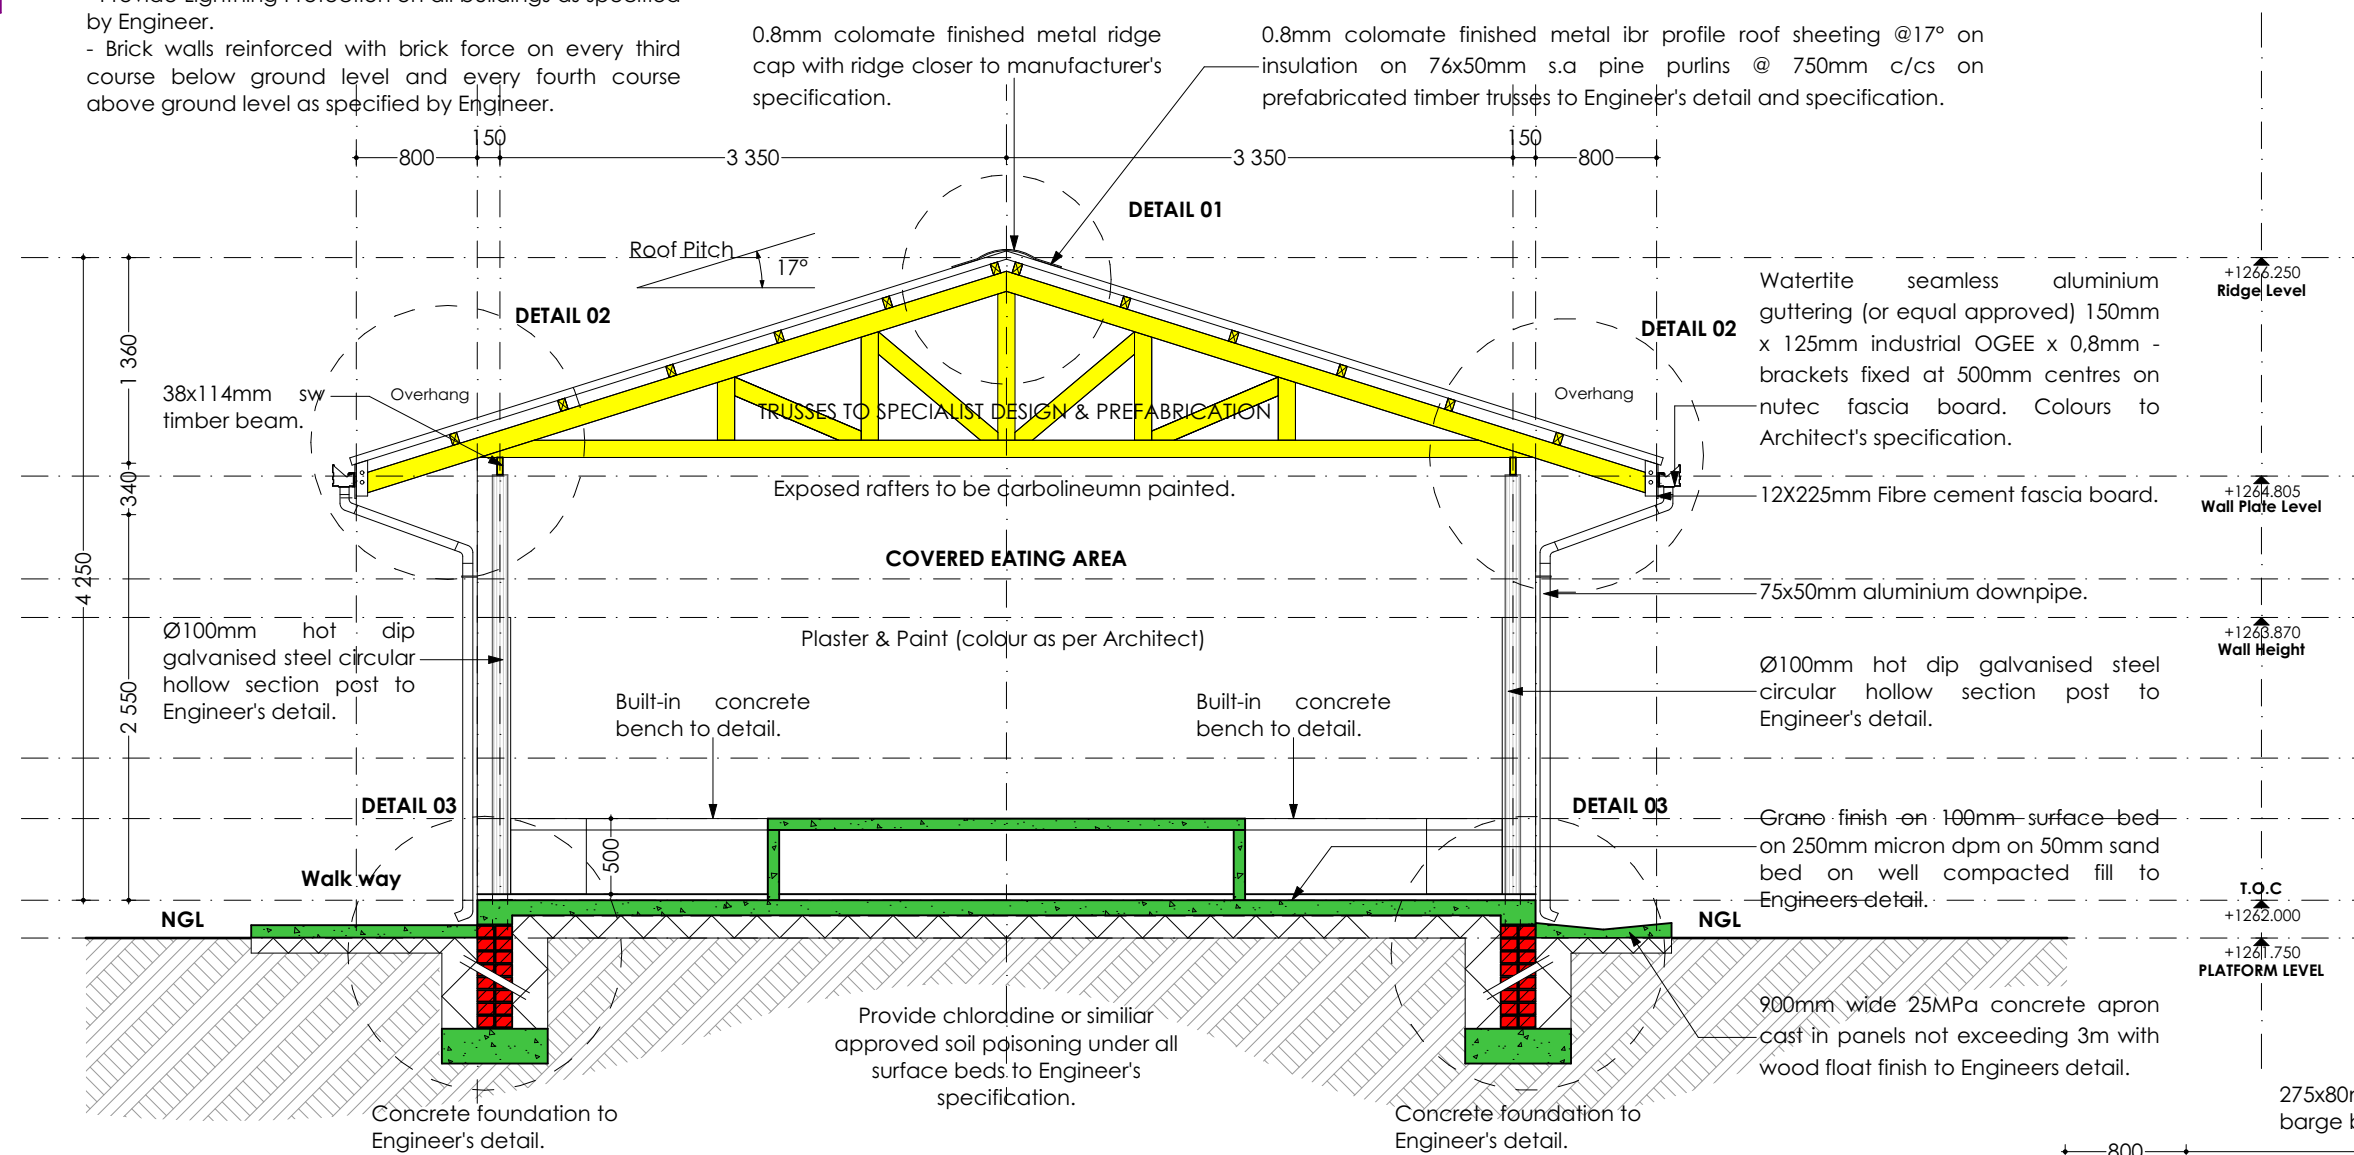 by Engineer.
- Brick walls reinforced with brick force on every third
course below ground level and every fourth course
above ground level as specified by Engineer.
0.8mm colomate finished metal ridge
cap with ridge closer to manufacturer's
specification.
0.8mm colomate finished metal ibr profile roof sheeting @17° on
insulation on 76x50mm s.a pine purlins @ 750mm c/cs on
prefabricated timber trusses to Engineer's detail and specification.
800
150
3 350
3 350
150
800
DETAIL 01
Roof Pitch
17°
DETAIL 02
DETAIL 02
+1266.250
Ridge Level
Watertite seamless aluminium
guttering (or equal approved) 150mm
x 125mm industrial OGEE x 0,8mm -
brackets fixed at 500mm centres on
nutec fascia board. Colours to
Architect's specification.
1 360
340
2 550
4 250
38x114mm sw
timber beam.
Overhang
Overhang
TRUSSES TO SPECIALIST DESIGN & PREFABRICATION
Exposed rafters to be carbolineumn painted.
12X225mm Fibre cement fascia board.
+1264.805
Wall Plate Level
COVERED EATING AREA
75x50mm aluminium downpipe.
Ø100mm hot dip
galvanised steel circular
hollow section post to
Engineer's detail.
Plaster & Paint (colour as per Architect)
+1263.870
Wall Height
Ø100mm hot dip galvanised steel
circular hollow section post to
Engineer's detail.
Built-in concrete
bench to detail.
Built-in concrete
bench to detail.
DETAIL 03
DETAIL 03
500
Grano finish on 100mm surface bed
on 250mm micron dpm on 50mm sand
bed on well compacted fill to
Engineers detail.
Walk way
NGL
NGL
T.O.C
+1262.000
+1261.750
PLATFORM LEVEL
Provide chlordine or similiar
approved soil poisoning under all
surface beds to Engineer's
specification.
900mm wide 25MPa concrete apron
cast in panels not exceeding 3m with
wood float finish to Engineers detail.
Concrete foundation to
Engineer's detail.
Concrete foundation to
Engineer's detail.
800